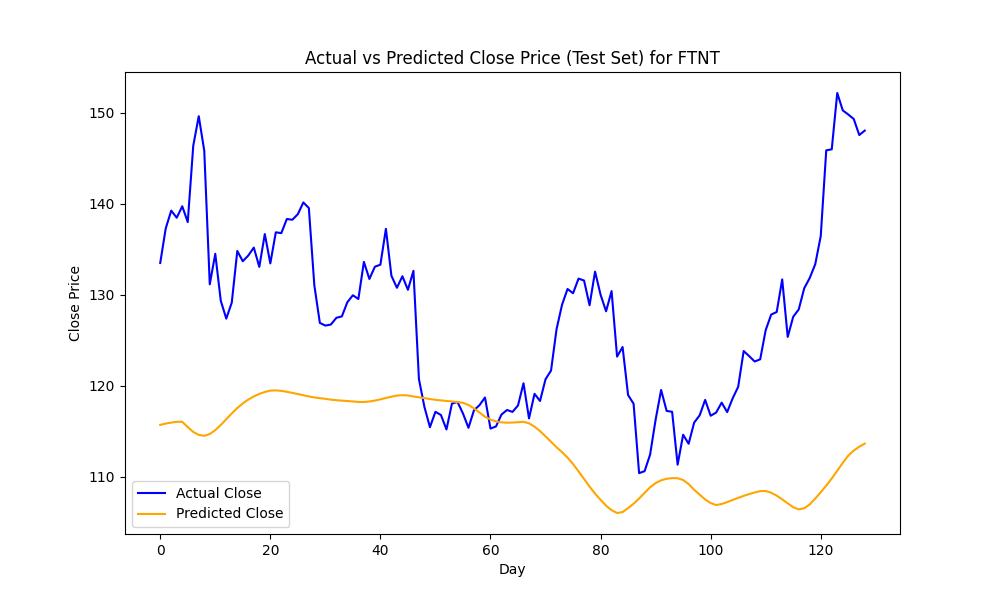 Actual vs Predicted Close Price (Test Set) for FTNT
Close Price
150
140
130
120
110
Actual Close
Predicted Close
0 20 40 60 80 100 120
Day